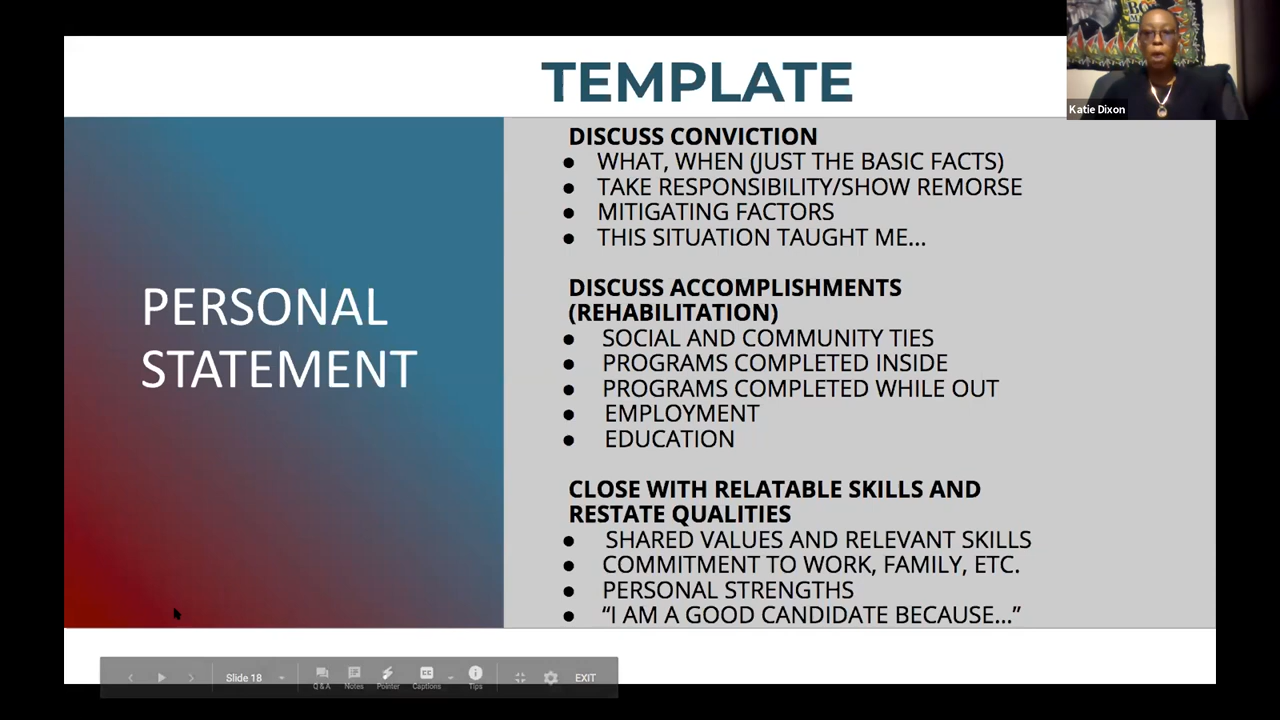 TEMPLATE
Katie Dixon
PERSONAL
STATEMENT
DISCUSS CONVICTION
● WHAT, WHEN (JUST THE BASIC FACTS)
● TAKE RESPONSIBILITY/SHOW REMORSE
● MITIGATING FACTORS
● THIS SITUATION TAUGHT ME...
DISCUSS ACCOMPLISHMENTS
(REHABILITATION)
● SOCIAL AND COMMUNITY TIES
● PROGRAMS COMPLETED INSIDE
● PROGRAMS COMPLETED WHILE OUT
● EMPLOYMENT
● EDUCATION
CLOSE WITH RELATABLE SKILLS AND
RESTATE QUALITIES
● SHARED VALUES AND RELEVANT SKILLS
● COMMITMENT TO WORK, FAMILY, ETC.
● PERSONAL STRENGTHS
● “I AM A GOOD CANDIDATE BECAUSE...”
Slide 18
Q & A Notes Pointer Captions Tips EXIT